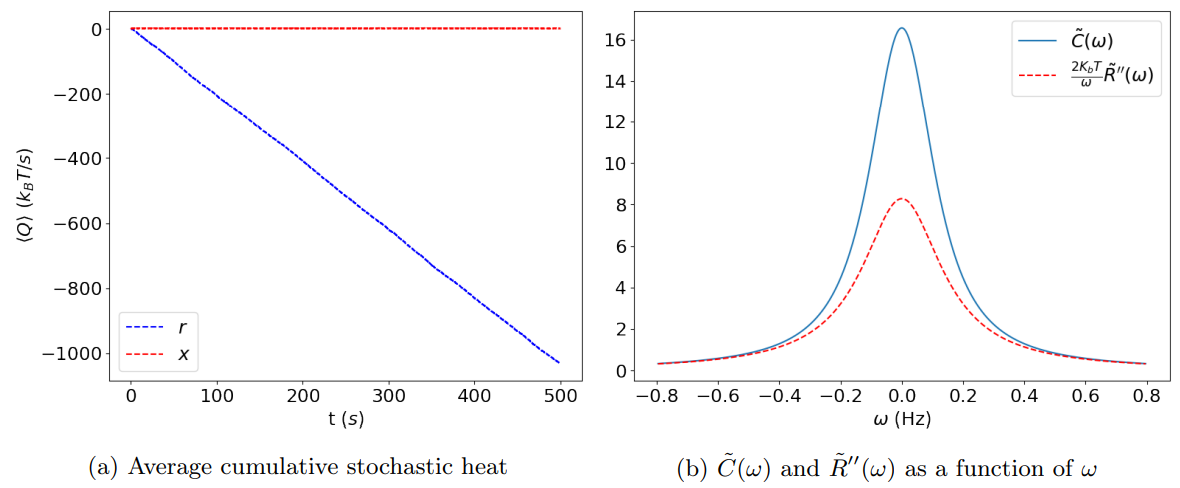 0
−200
−400
−600
−800
−1000
⟨Q⟩ (k_BT/s)
r
x
0 100 200 300 400 500
t (s)
(a) Average cumulative stochastic heat
16
14
12
10
8
6
4
2
0
C̃(ω)
2K_bT/ω R̃′′(ω)
−0.8 −0.6 −0.4 −0.2 0.0 0.2 0.4 0.6 0.8
ω (Hz)
(b) C̃(ω) and R̃′′(ω) as a function of ω